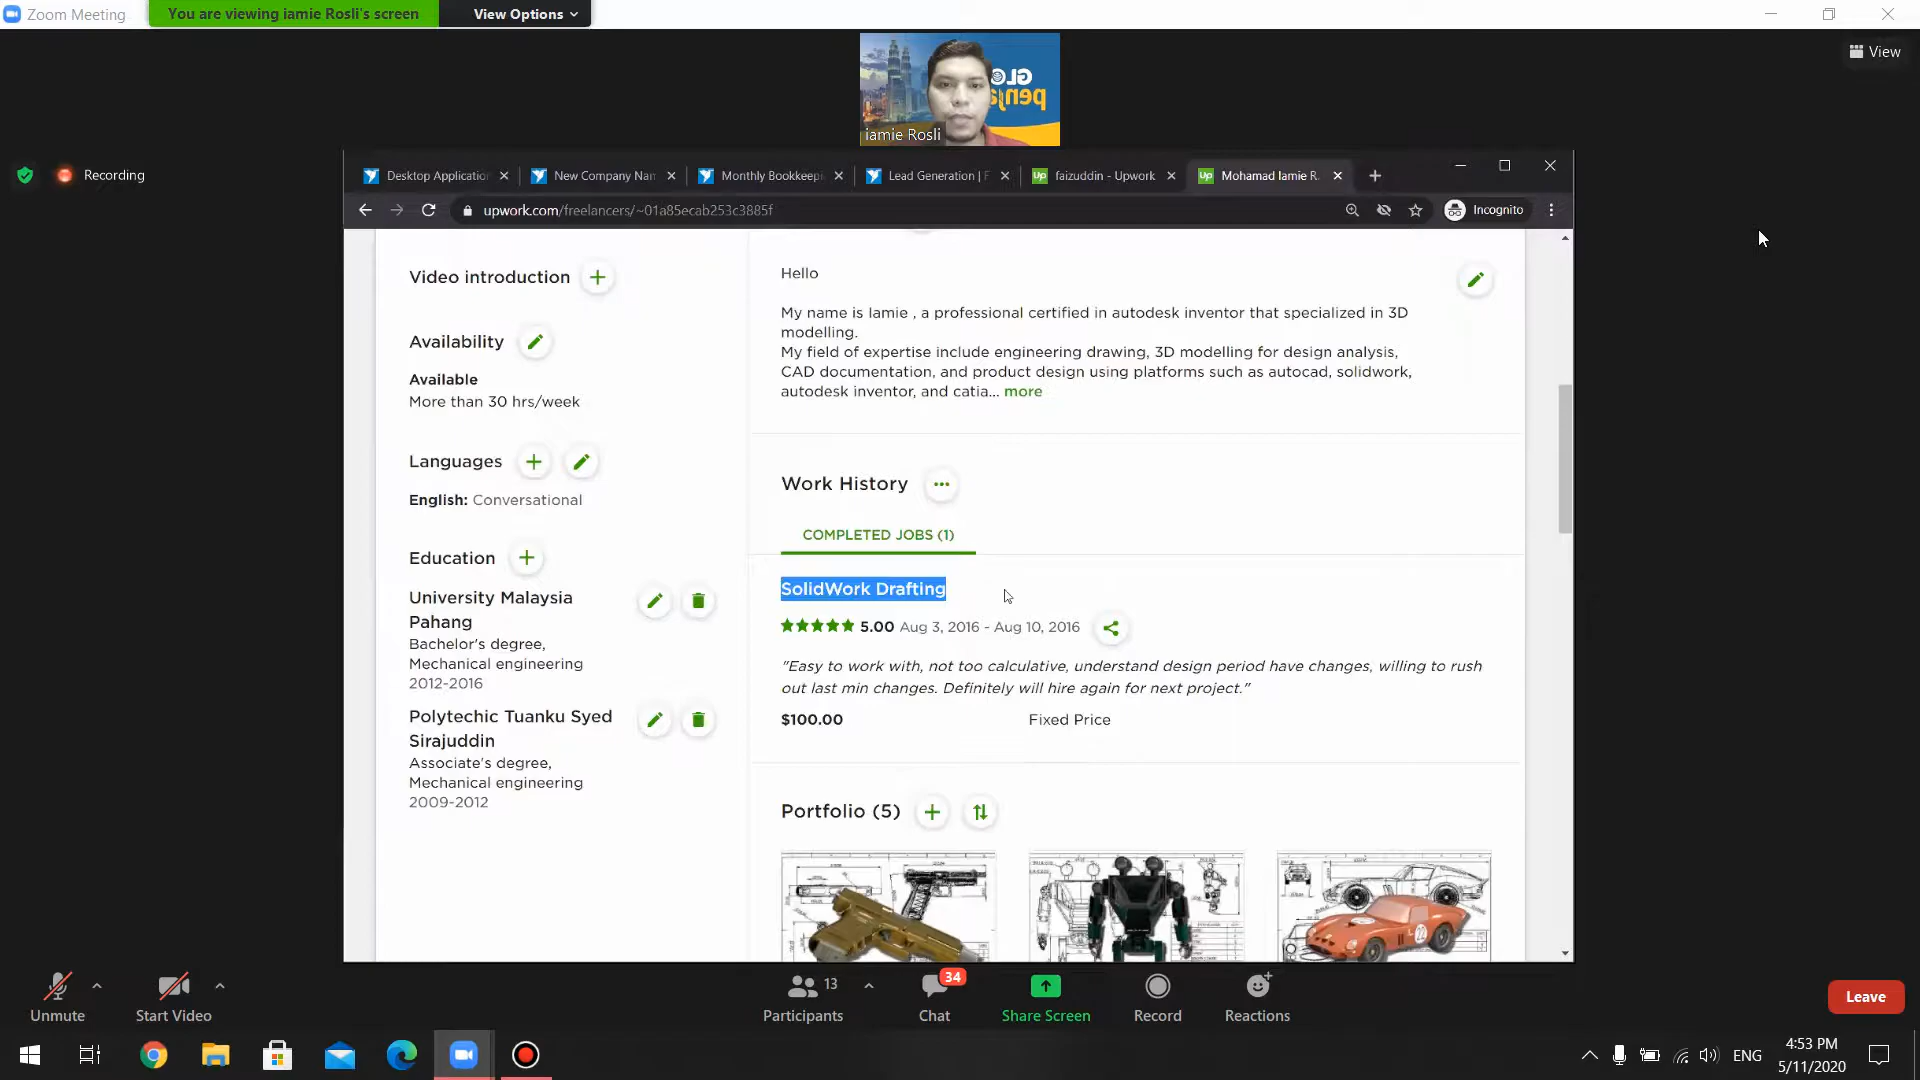 Zoom Meeting
You are viewing iamie Rosli's screen
View Options
View
iamie Rosli
Recording
Desktop Application
New Company Nam
Monthly Bookkeepi
Lead Generation | F
faizuddin - Upwork
Mohamad Iamie R.
upwork.com/freelancers/~01a85ecab253c3885f
Incognito
Video introduction
Availability
Available
More than 30 hrs/week
Languages
English: Conversational
Education
University Malaysia
Pahang
Bachelor's degree,
Mechanical engineering
2012-2016
Polytechic Tuanku Syed
Sirajuddin
Associate's degree,
Mechanical engineering
2009-2012
Hello
My name is Iamie , a professional certified in autodesk inventor that specialized in 3D
modelling.
My field of expertise include engineering drawing, 3D modelling for design analysis,
CAD documentation, and product design using platforms such as autocad, solidwork,
autodesk inventor, and catia... more
Work History
COMPLETED JOBS (1)
SolidWork Drafting
5.00 Aug 3, 2016 - Aug 10, 2016
"Easy to work with, not too calculative, understand design period have changes, willing to rush
out last min changes. Definitely will hire again for next project."
$100.00 Fixed Price
Portfolio (5)
22
Unmute
Start Video
13
Participants
34
Chat
Share Screen
Record
Reactions
Leave
ENG
4:53 PM
5/11/2020